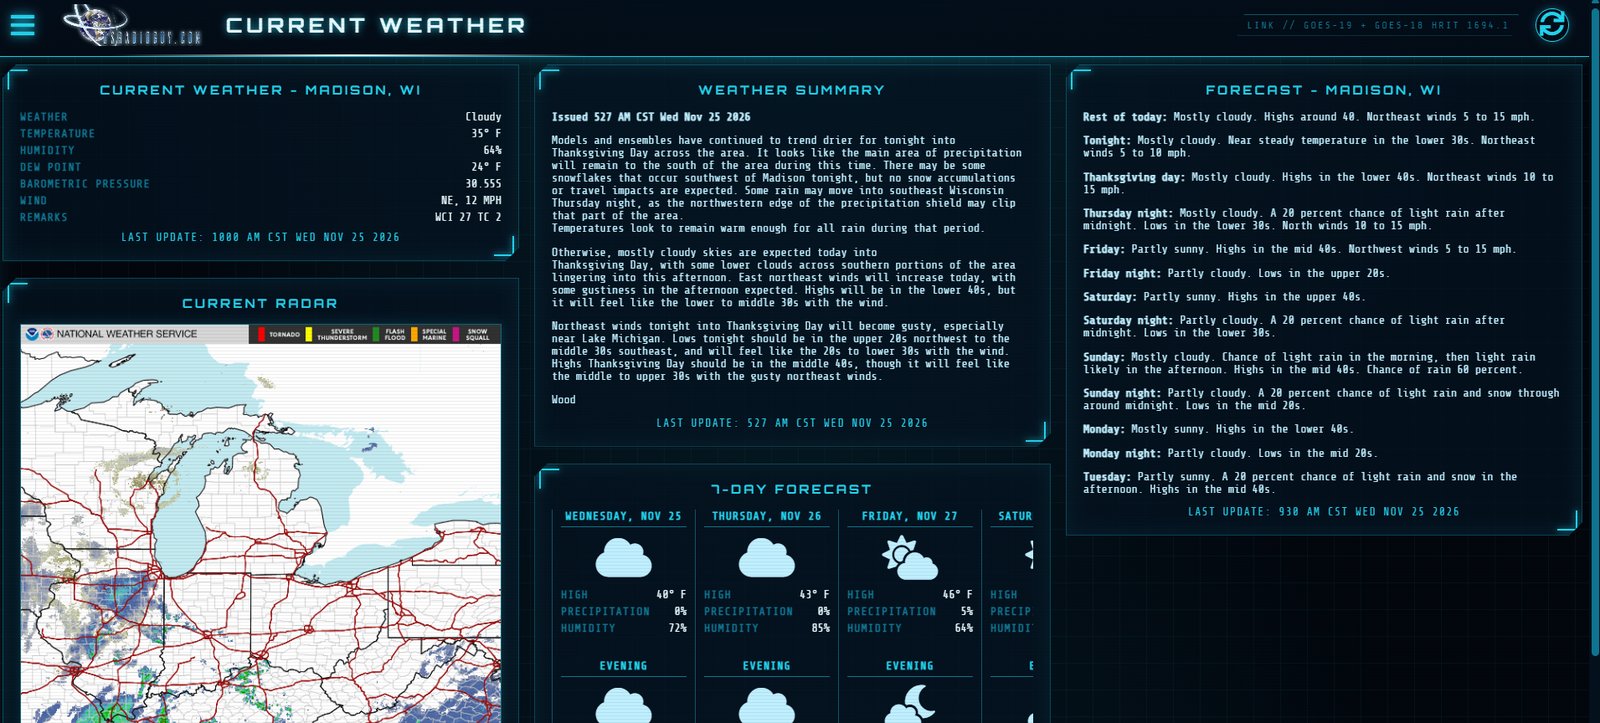 USRADIOGUY.COM
CURRENT WEATHER
LINK // GOES-19 + GOES-18 HRIT 1694.1
CURRENT WEATHER - MADISON, WI
WEATHER Cloudy
TEMPERATURE 35° F
HUMIDITY 64%
DEW POINT 24° F
BAROMETRIC PRESSURE 30.555
WIND NE, 12 MPH
REMARKS WCI 27 TC 2
LAST UPDATE: 1000 AM CST WED NOV 25 2026
CURRENT RADAR
NATIONAL WEATHER SERVICE
TORNADO
SEVERE
THUNDERSTORM
FLASH
FLOOD
SPECIAL
MARINE
SNOW
SQUALL
WEATHER SUMMARY
Issued 527 AM CST Wed Nov 25 2026
Models and ensembles have continued to trend drier for tonight into
Thanksgiving Day across the area. It looks like the main area of precipitation
will remain to the south of the area during this time. There may be some
snowflakes that occur southwest of Madison tonight, but no snow accumulations
or travel impacts are expected. Some rain may move into southeast Wisconsin
Thursday night, as the northwestern edge of the precipitation shield may clip
that part of the area.
Temperatures look to remain warm enough for all rain during that period.
Otherwise, mostly cloudy skies are expected today into
Thanksgiving Day, with some lower clouds across southern portions of the area
lingering into this afternoon. East northeast winds will increase today, with
some gustiness in the afternoon expected. Highs will be in the lower 40s, but
it will feel like the lower to middle 30s with the wind.
Northeast winds tonight into Thanksgiving Day will become gusty, especially
near Lake Michigan. Lows tonight should be in the upper 20s northwest to the
middle 30s southeast, and will feel like the 20s to lower 30s with the wind.
Highs Thanksgiving Day should be in the middle 40s, though it will feel like
the middle to upper 30s with the gusty northeast winds.
Wood
LAST UPDATE: 527 AM CST WED NOV 25 2026
7-DAY FORECAST
WEDNESDAY, NOV 25
HIGH 40° F
PRECIPITATION 0%
HUMIDITY 72%
EVENING
THURSDAY, NOV 26
HIGH 43° F
PRECIPITATION 0%
HUMIDITY 85%
EVENING
FRIDAY, NOV 27
HIGH 46° F
PRECIPITATION 5%
HUMIDITY 64%
EVENING
SATUR
HIGH
PRECIP
HUMIDI
E
FORECAST - MADISON, WI
Rest of today: Mostly cloudy. Highs around 40. Northeast winds 5 to 15 mph.
Tonight: Mostly cloudy. Near steady temperature in the lower 30s. Northeast
winds 5 to 10 mph.
Thanksgiving day: Mostly cloudy. Highs in the lower 40s. Northeast winds 10 to
15 mph.
Thursday night: Mostly cloudy. A 20 percent chance of light rain after
midnight. Lows in the lower 30s. North winds 10 to 15 mph.
Friday: Partly sunny. Highs in the mid 40s. Northwest winds 5 to 15 mph.
Friday night: Partly cloudy. Lows in the upper 20s.
Saturday: Partly sunny. Highs in the upper 40s.
Saturday night: Partly cloudy. A 20 percent chance of light rain after
midnight. Lows in the lower 30s.
Sunday: Mostly cloudy. Chance of light rain in the morning, then light rain
likely in the afternoon. Highs in the mid 40s. Chance of rain 60 percent.
Sunday night: Partly cloudy. A 20 percent chance of light rain and snow through
around midnight. Lows in the mid 20s.
Monday: Mostly sunny. Highs in the lower 40s.
Monday night: Partly cloudy. Lows in the mid 20s.
Tuesday: Partly sunny. A 20 percent chance of light rain and snow in the
afternoon. Highs in the mid 40s.
LAST UPDATE: 930 AM CST WED NOV 25 2026